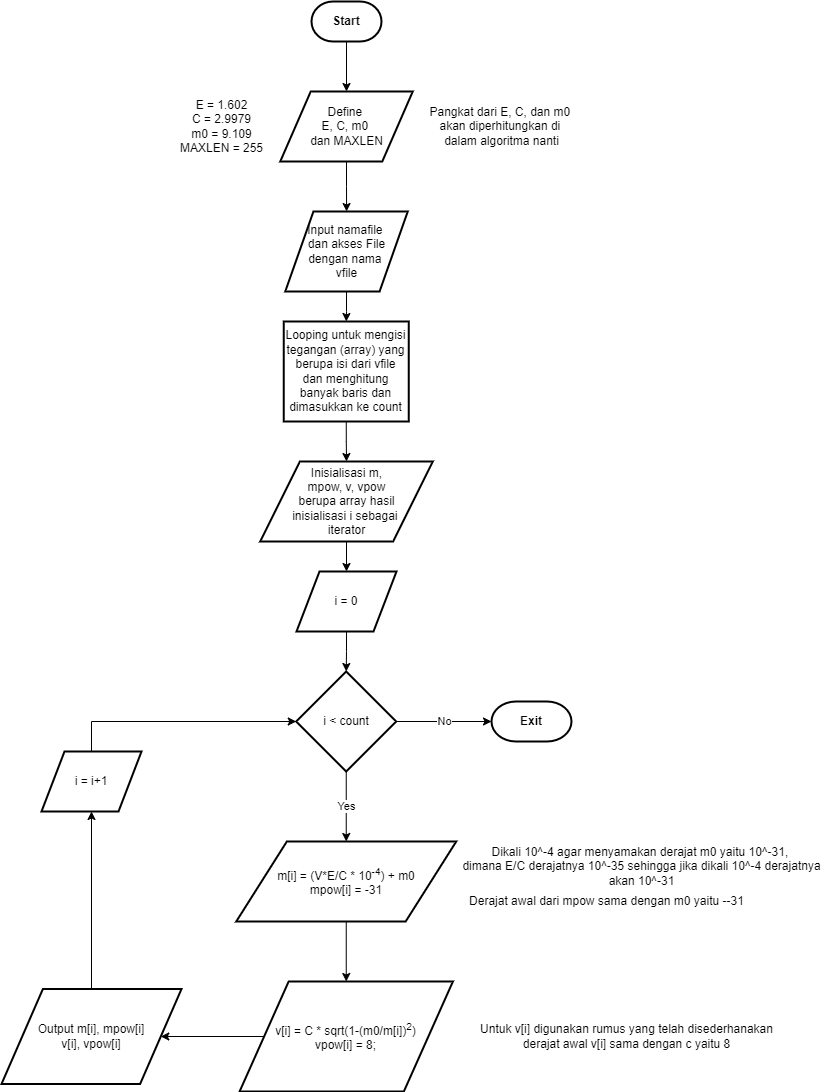 Start
E = 1.602
C = 2.9979
m0 = 9.109
MAXLEN = 255
Define
E, C, m0
dan MAXLEN
Pangkat dari E, C, dan m0
akan diperhitungkan di
dalam algoritma nanti
Input namafile
dan akses File
dengan nama
vfile
Looping untuk mengisi
tegangan (array) yang
berupa isi dari vfile
dan menghitung
banyak baris dan
dimasukkan ke count
Inisialisasi m,
mpow, v, vpow
berupa array hasil
inisialisasi i sebagai
iterator
i = 0
i < count
No
Exit
i = i+1
Yes
m[i] = (V*E/C * 10^-4) + m0
mpow[i] = -31
Dikali 10^-4 agar menyamakan derajat m0 yaitu 10^-31,
dimana E/C derajatnya 10^-35 sehingga jika dikali 10^-4 derajatnya
akan 10^-31
Derajat awal dari mpow sama dengan m0 yaitu --31
v[i] = C * sqrt(1-(m0/m[i])^2)
vpow[i] = 8;
Output m[i], mpow[i]
v[i], vpow[i]
Untuk v[i] digunakan rumus yang telah disederhanakan
derajat awal v[i] sama dengan c yaitu 8